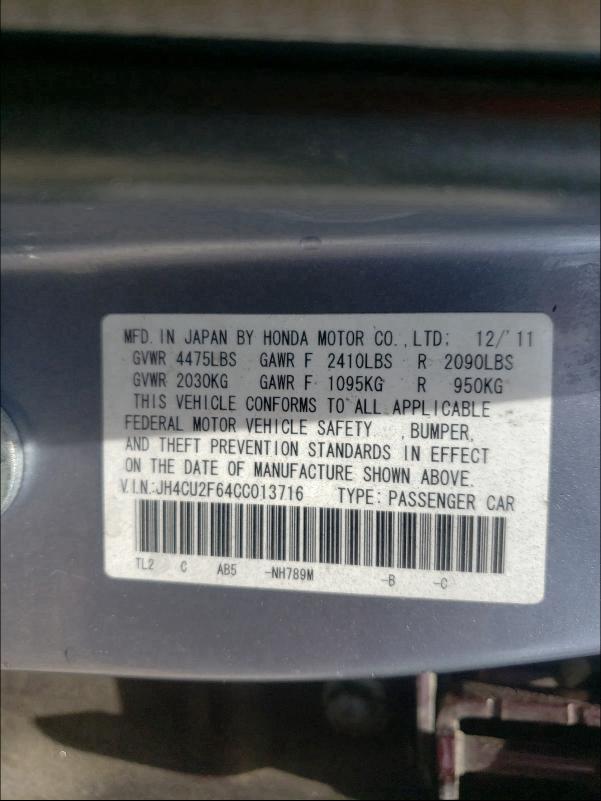 MFD. IN JAPAN BY HONDA MOTOR CO., LTD; 12/'11
GVWR 4475LBS GAWR F 2410LBS R 2090LBS
GVWR 2030KG GAWR F 1095KG R 950KG
THIS VEHICLE CONFORMS TO ALL APPLICABLE
FEDERAL MOTOR VEHICLE SAFETY , BUMPER,
AND THEFT PREVENTION STANDARDS IN EFFECT
ON THE DATE OF MANUFACTURE SHOWN ABOVE.
V.I.N.:JH4CU2F64CC013716 TYPE: PASSENGER CAR
TL2 C AB5 -NH789M -B -C